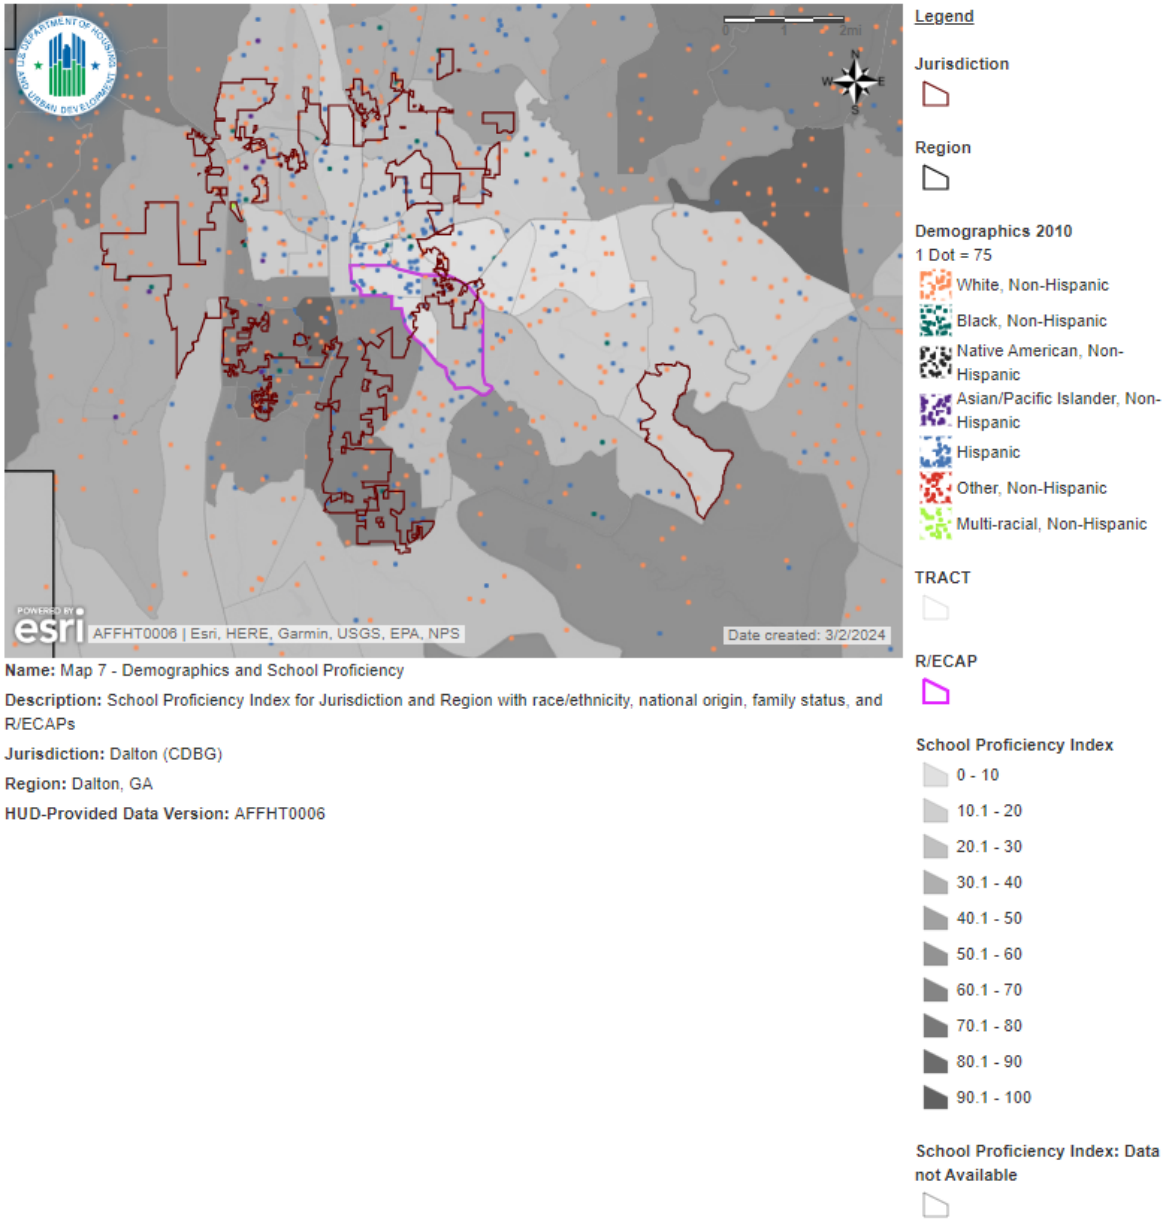 U.S. DEPARTMENT OF HOUSING
AND URBAN DEVELOPMENT
0 1 2mi
N
W E
S
POWERED BY
esri
AFFHT0006 | Esri, HERE, Garmin, USGS, EPA, NPS
Date created: 3/2/2024
Name: Map 7 - Demographics and School Proficiency
Description: School Proficiency Index for Jurisdiction and Region with race/ethnicity, national origin, family status, and
R/ECAPs
Jurisdiction: Dalton (CDBG)
Region: Dalton, GA
HUD-Provided Data Version: AFFHT0006
Legend
Jurisdiction
Region
Demographics 2010
1 Dot = 75
White, Non-Hispanic
Black, Non-Hispanic
Native American, Non-
Hispanic
Asian/Pacific Islander, Non-
Hispanic
Hispanic
Other, Non-Hispanic
Multi-racial, Non-Hispanic
TRACT
R/ECAP
School Proficiency Index
0 - 10
10.1 - 20
20.1 - 30
30.1 - 40
40.1 - 50
50.1 - 60
60.1 - 70
70.1 - 80
80.1 - 90
90.1 - 100
School Proficiency Index: Data
not Available